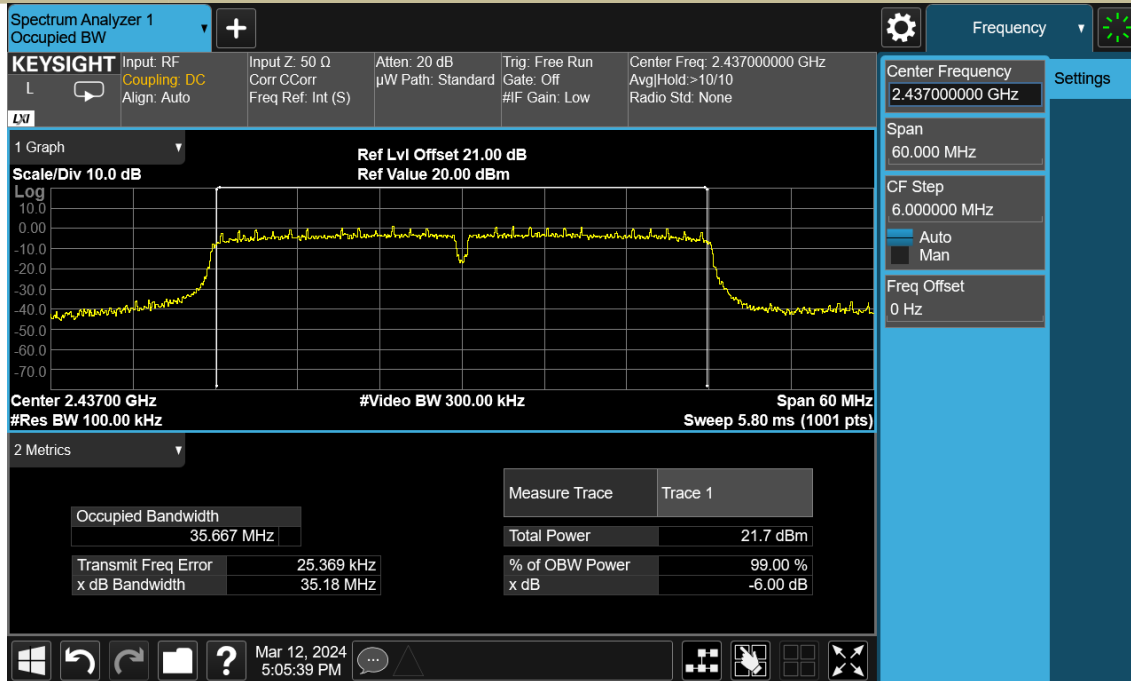 Spectrum Analyzer 1
Occupied BW
+
Frequency
KEYSIGHT
L
LXI
Input: RF
Coupling: DC
Align: Auto
Input Z: 50 Ω
Corr CCorr
Freq Ref: Int (S)
Atten: 20 dB
µW Path: Standard
Trig: Free Run
Gate: Off
#IF Gain: Low
Center Freq: 2.437000000 GHz
Avg|Hold:>10/10
Radio Std: None
Center Frequency
2.437000000 GHz
Settings
Span
60.000 MHz
CF Step
6.000000 MHz
Auto
Man
Freq Offset
0 Hz
1 Graph
Scale/Div 10.0 dB
Ref Lvl Offset 21.00 dB
Ref Value 20.00 dBm
Log
10.0
0.00
-10.0
-20.0
-30.0
-40.0
-50.0
-60.0
-70.0
Center 2.43700 GHz
#Video BW 300.00 kHz
Span 60 MHz
#Res BW 100.00 kHz
Sweep 5.80 ms (1001 pts)
2 Metrics
Measure Trace
Trace 1
Occupied Bandwidth
35.667 MHz
Total Power
21.7 dBm
Transmit Freq Error
25.369 kHz
% of OBW Power
99.00 %
x dB Bandwidth
35.18 MHz
x dB
-6.00 dB
?
Mar 12, 2024
5:05:39 PM